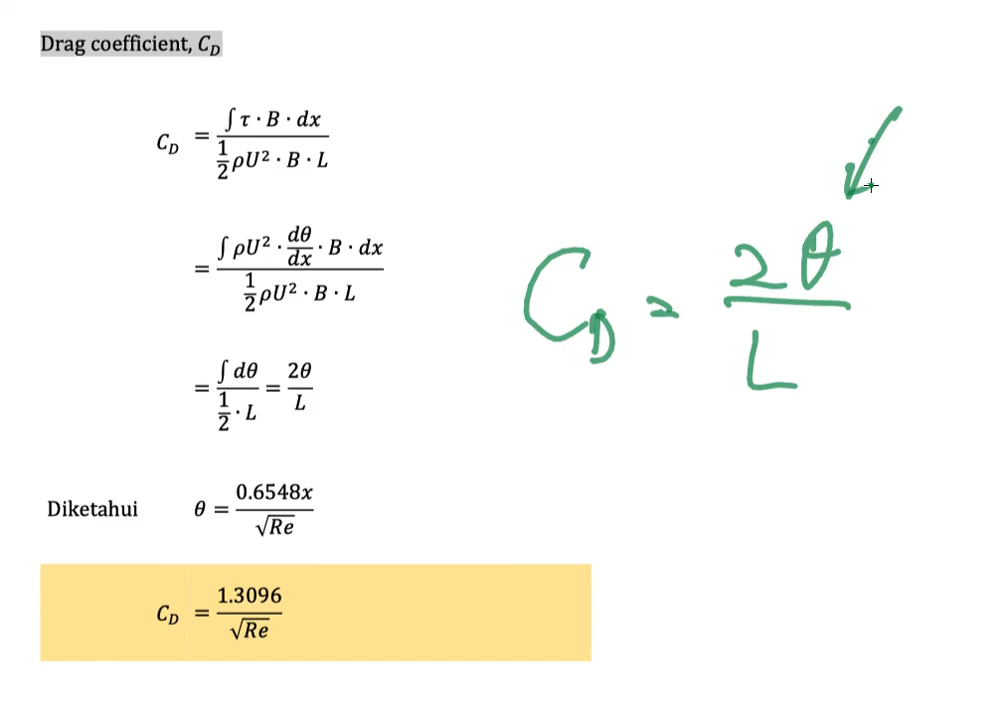 Drag coefficient, C_D
C_D = ∫ τ · B · dx / (1/2 ρU² · B · L)
= ∫ ρU² · dθ/dx · B · dx / (1/2 ρU² · B · L)
= ∫ dθ / (1/2 · L) = 2θ / L
Diketahui θ = 0.6548x / √Re
C_D = 1.3096 / √Re
C_D = 2θ / L